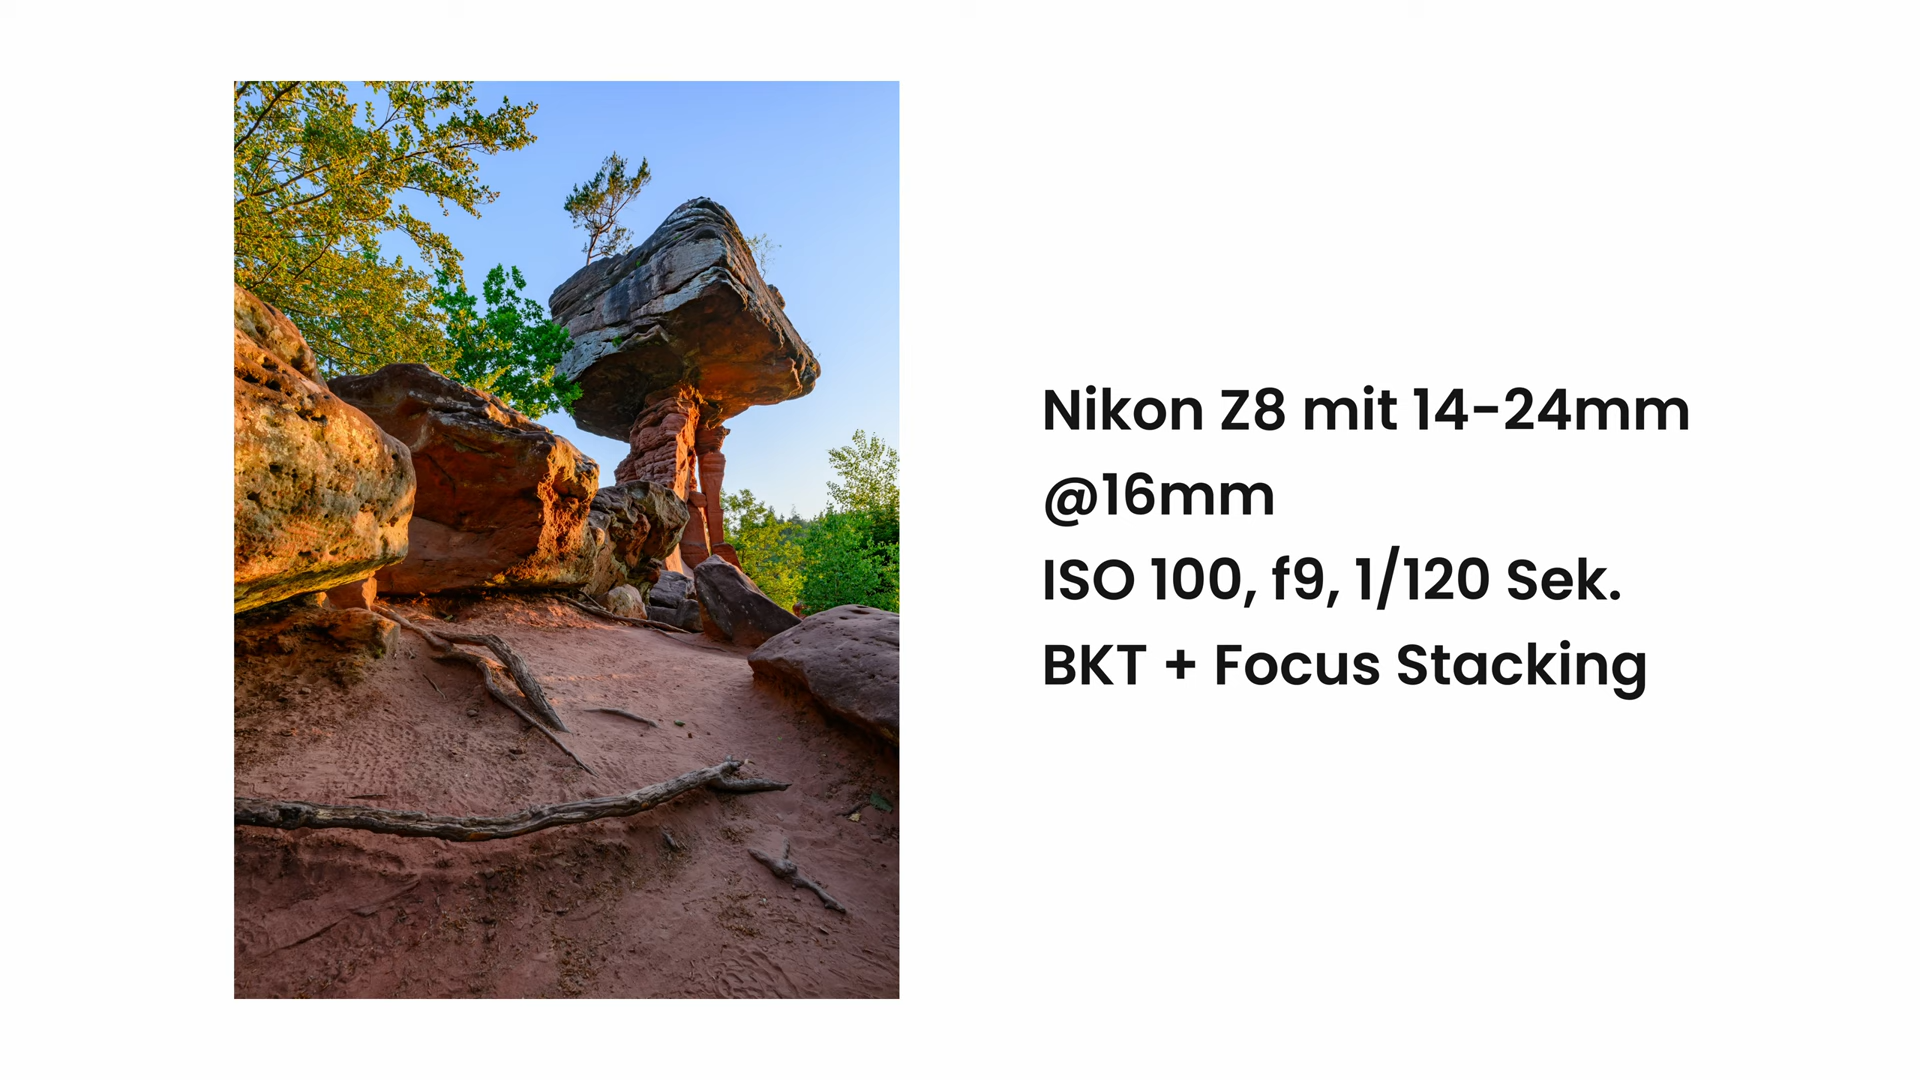 Nikon Z8 mit 14-24mm
@16mm
ISO 100, f9, 1/120 Sek.
BKT + Focus Stacking